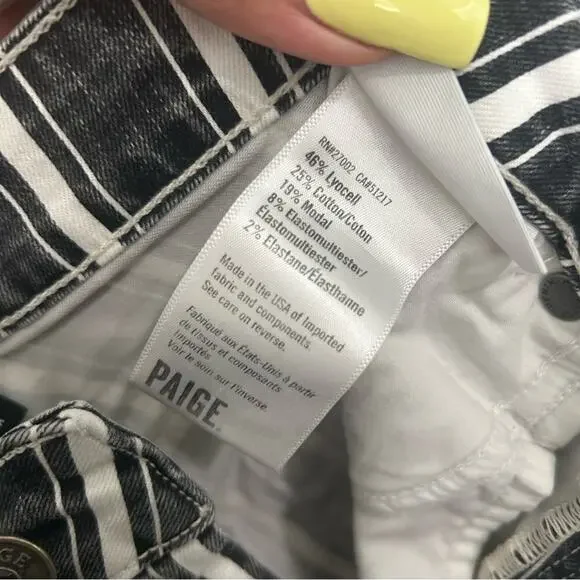 RN#27002 CA#51217
46% Lyocell
25% Cotton/Coton
19% Modal
8% Elastomultiester/
Élastomultiester
2% Elastane/Élasthanne
Made in the USA of Imported
fabric and components.
See care on reverse.
Fabriqué aux États-Unis à partir
de tissus et composants
importés.
Voir le soin sur l'inverse
PAIGE